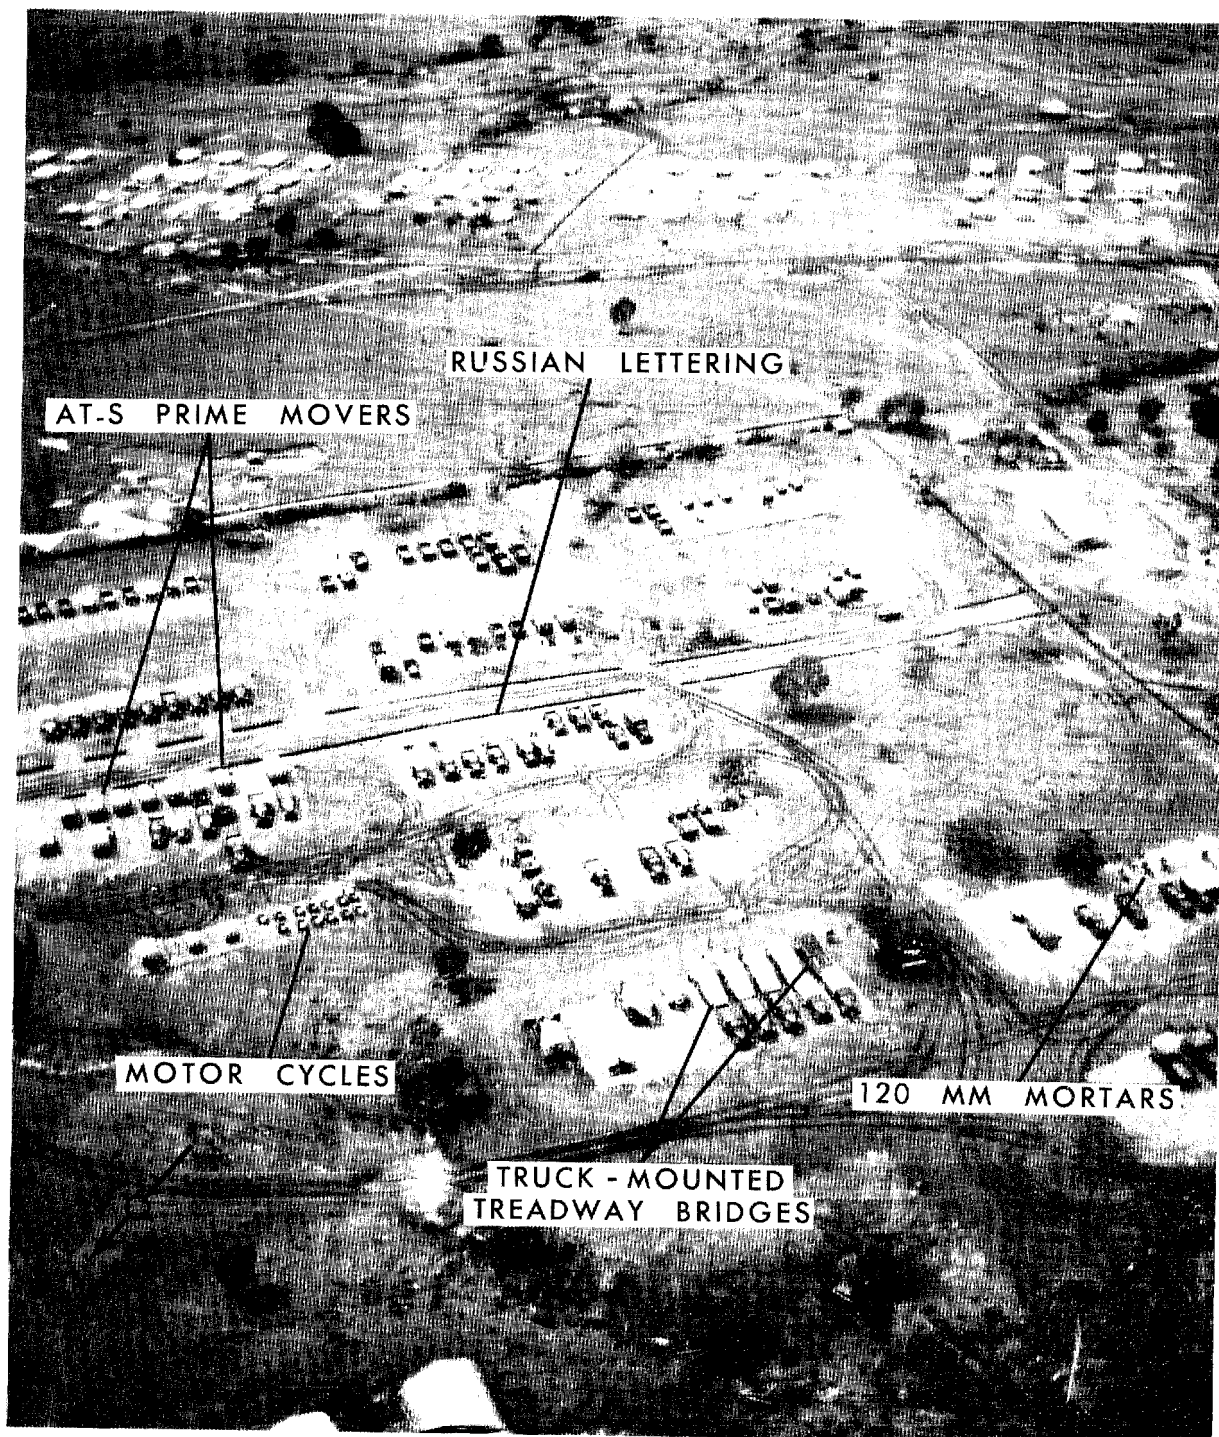 RUSSIAN LETTERING
AT-S PRIME MOVERS
MOTOR CYCLES
120 MM MORTARS
TRUCK-MOUNTED
TREADWAY BRIDGES